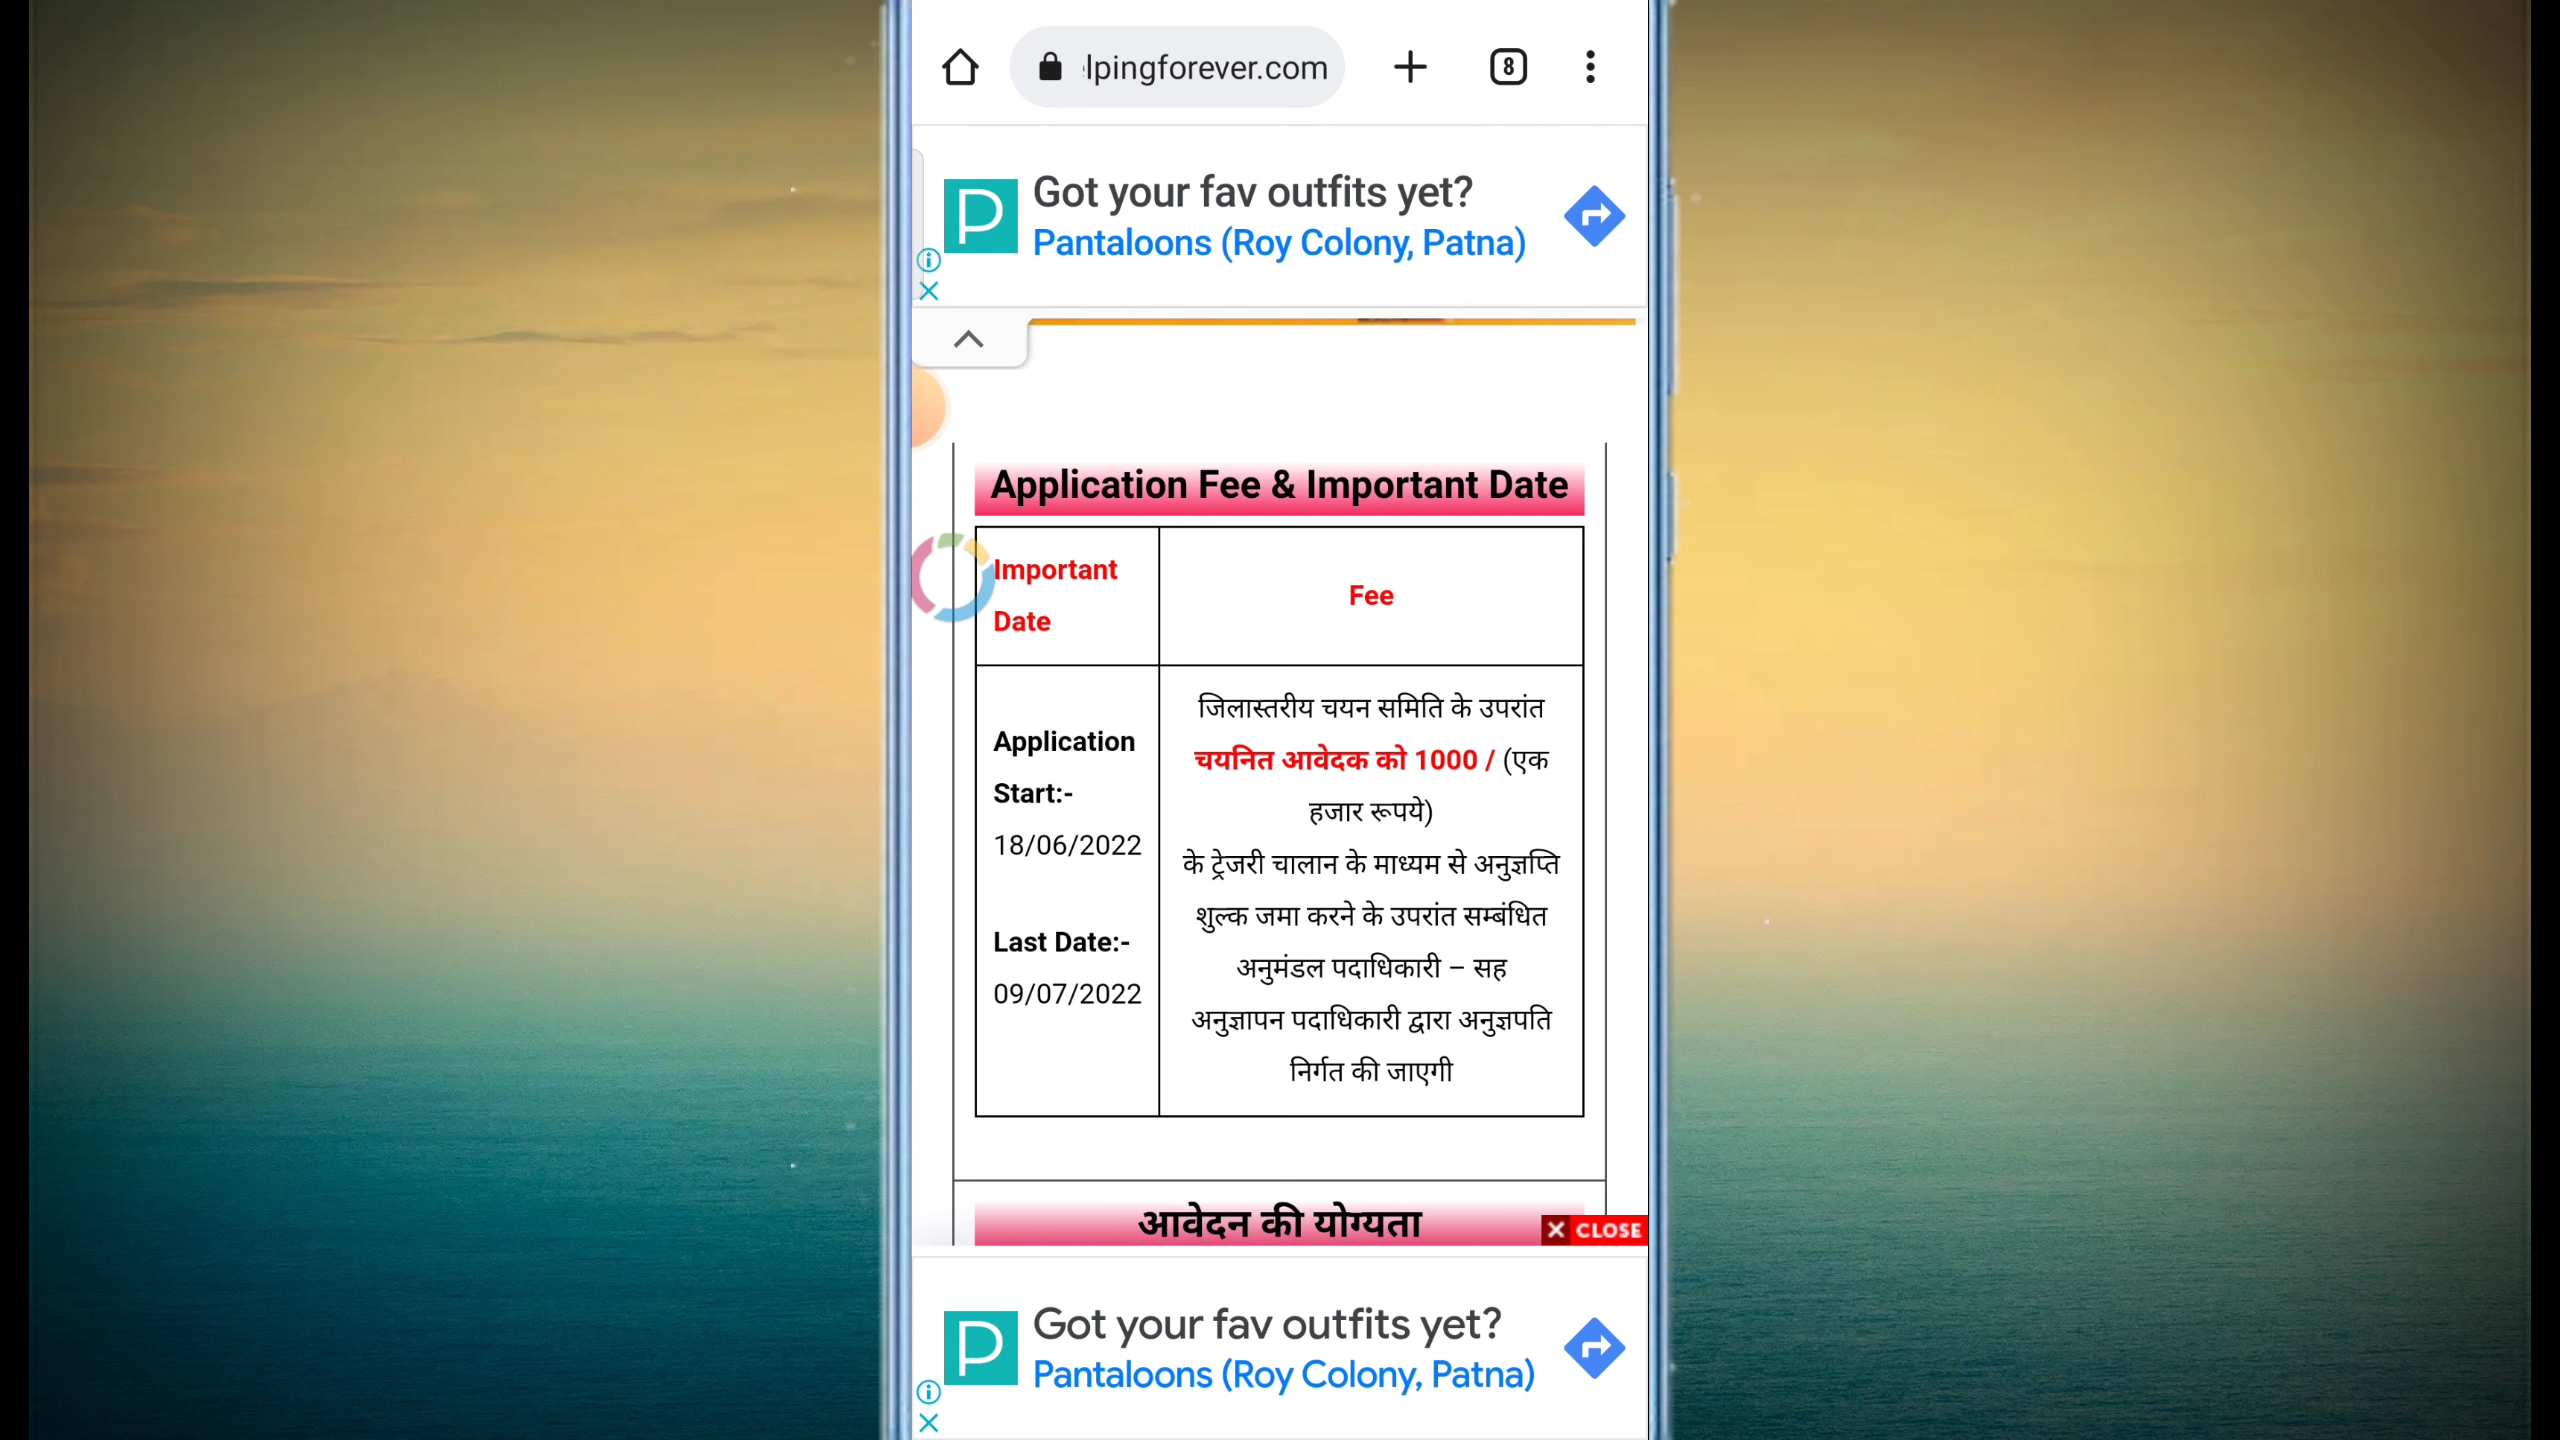 lpingforever.com
8
Got your fav outfits yet?
Pantaloons (Roy Colony, Patna)
Application Fee & Important Date
Important
Date
Fee
Application
Start:-
18/06/2022
Last Date:-
09/07/2022
जिलास्तरीय चयन समिति के उपरांत
चयनित आवेदक को 1000 / (एक
हजार रूपये)
के ट्रेजरी चालान के माध्यम से अनुज्ञप्ति
शुल्क जमा करने के उपरांत सम्बंधित
अनुमंडल पदाधिकारी – सह
अनुज्ञापन पदाधिकारी द्वारा अनुज्ञपति
निर्गत की जाएगी
आवेदन की योग्यता
CLOSE
Got your fav outfits yet?
Pantaloons (Roy Colony, Patna)